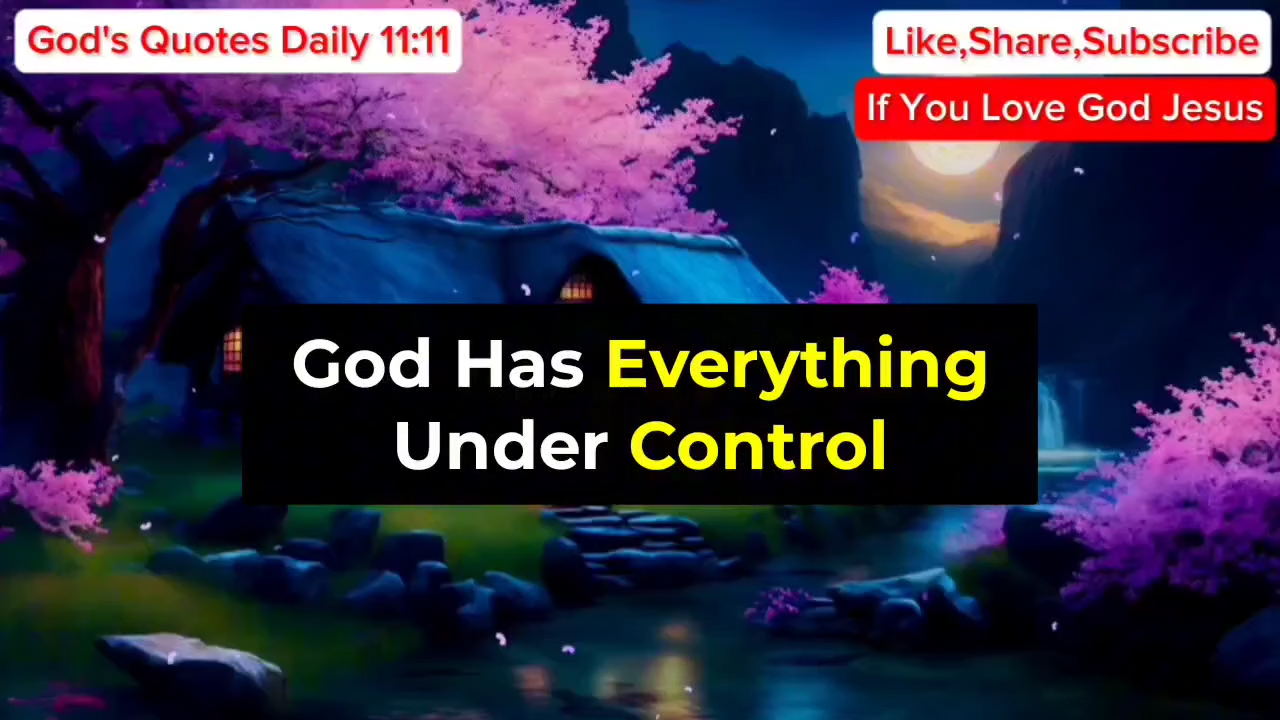 God's Quotes Daily 11:11
Like,Share,Subscribe
If You Love God Jesus
God Has Everything
Under Control